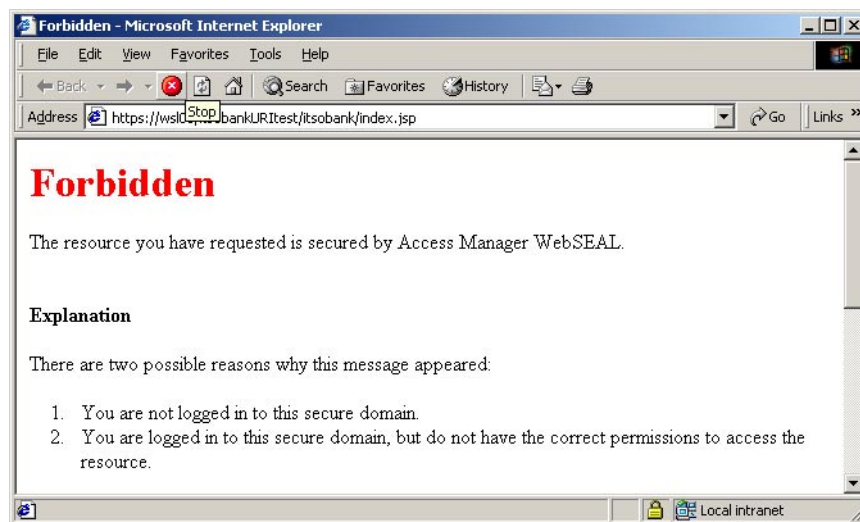 Forbidden - Microsoft Internet Explorer
File Edit View Favorites Tools Help
Back Search Favorites History
Address https://wsl0 bankURItest/itsobank/index.jsp Go Links »
Stop
Forbidden
The resource you have requested is secured by Access Manager WebSEAL.
Explanation
There are two possible reasons why this message appeared:
1. You are not logged in to this secure domain.
2. You are logged in to this secure domain, but do not have the correct permissions to access the
resource.
Local intranet